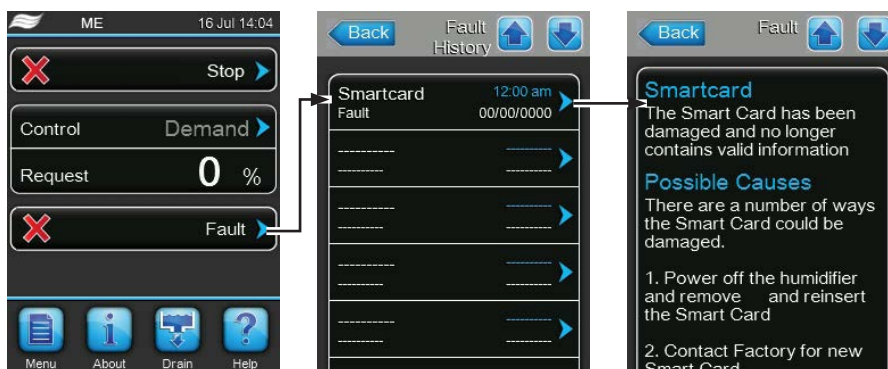 ME 16 Jul 14:04
Stop
Control Demand
Request 0 %
Fault
Menu About Drain Help
Back Fault
History
Smartcard 12:00 am
Fault 00/00/0000
---------- ----------
---------- ----------
---------- ----------
---------- ----------
---------- ----------
---------- ----------
---------- ----------
---------- ----------
Back Fault
Smartcard
The Smart Card has been
damaged and no longer
contains valid information
Possible Causes
There are a number of ways
the Smart Card could be
damaged.
1. Power off the humidifier
and remove and reinsert
the Smart Card
2. Contact Factory for new
Smart Card